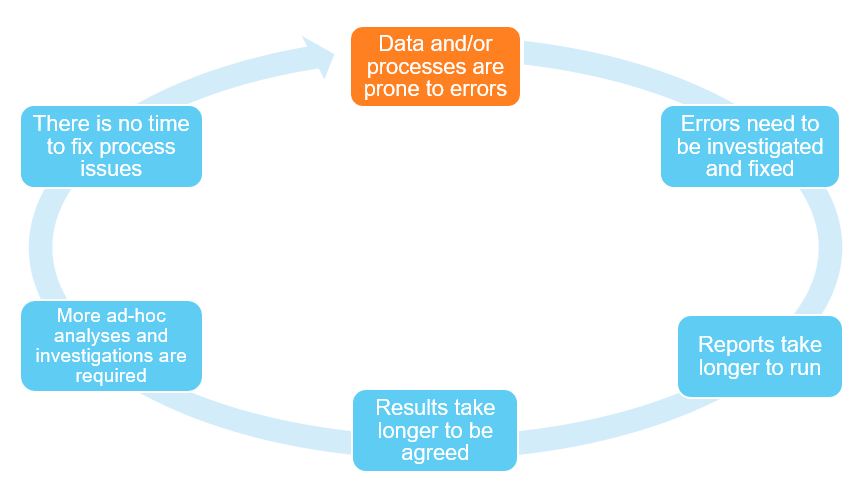 Data and/or
processes are
prone to errors
Errors need to
be investigated
and fixed
Reports take
longer to run
Results take
longer to be
agreed
More ad-hoc
analyses and
investigations are
required
There is no time
to fix process
issues